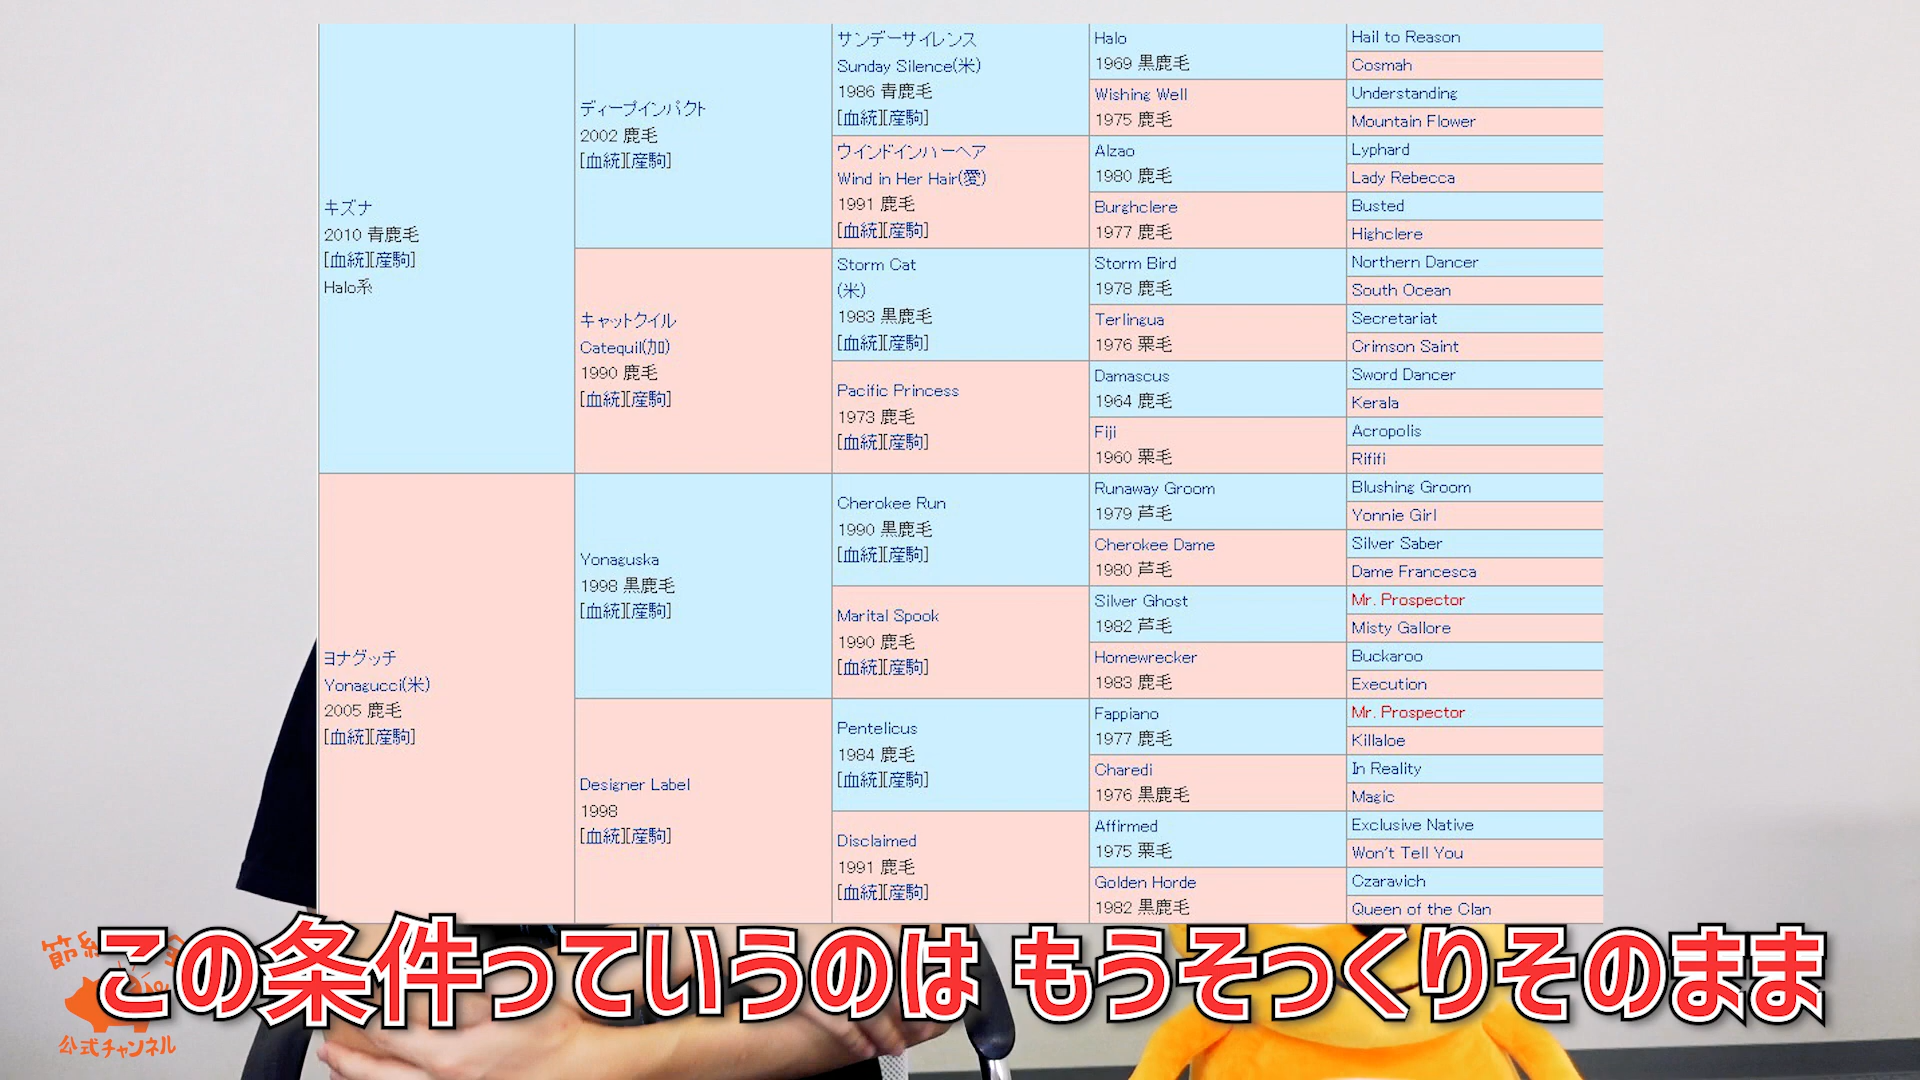 キズナ
2010 青鹿毛
[血統][産駒]
Halo系
ヨナグッチ
Yonagucci(米)
2005 鹿毛
[血統][産駒]
ディープインパクト
2002 鹿毛
[血統][産駒]
キャットクイル
Catequil(加)
1990 鹿毛
[血統][産駒]
Yonaguska
1998 黒鹿毛
[血統][産駒]
Designer Label
1998
[血統][産駒]
サンデーサイレンス
Sunday Silence(米)
1986 青鹿毛
[血統][産駒]
ウインドインハーヘア
Wind in Her Hair(愛)
1991 鹿毛
[血統][産駒]
Storm Cat
(米)
1983 黒鹿毛
[血統][産駒]
Pacific Princess
1973 鹿毛
[血統][産駒]
Cherokee Run
1990 黒鹿毛
[血統][産駒]
Marital Spook
1990 鹿毛
[血統][産駒]
Pentelicus
1984 鹿毛
[血統][産駒]
Disclaimed
1991 鹿毛
[血統][産駒]
Halo
1969 黒鹿毛
Wishing Well
1975 鹿毛
Alzao
1980 鹿毛
Burghclere
1977 鹿毛
Storm Bird
1978 鹿毛
Terlingua
1976 栗毛
Damascus
1964 鹿毛
Fiji
1960 栗毛
Runaway Groom
1979 芦毛
Cherokee Dame
1980 芦毛
Silver Ghost
1982 芦毛
Homewrecker
1983 鹿毛
Fappiano
1977 鹿毛
Charedi
1976 黒鹿毛
Affirmed
1975 栗毛
Golden Horde
1982 黒鹿毛
Hail to Reason
Cosmah
Understanding
Mountain Flower
Lyphard
Lady Rebecca
Busted
Highclere
Northern Dancer
South Ocean
Secretariat
Crimson Saint
Sword Dancer
Kerala
Acropolis
Rififi
Blushing Groom
Yonnie Girl
Silver Saber
Dame Francesca
Mr. Prospector
Misty Gallore
Buckaroo
Execution
Mr. Prospector
Killaloe
In Reality
Magic
Exclusive Native
Won't Tell You
Czaravich
Queen of the Clan
この条件っていうのは もうそっくりそのまま
公式チャンネル